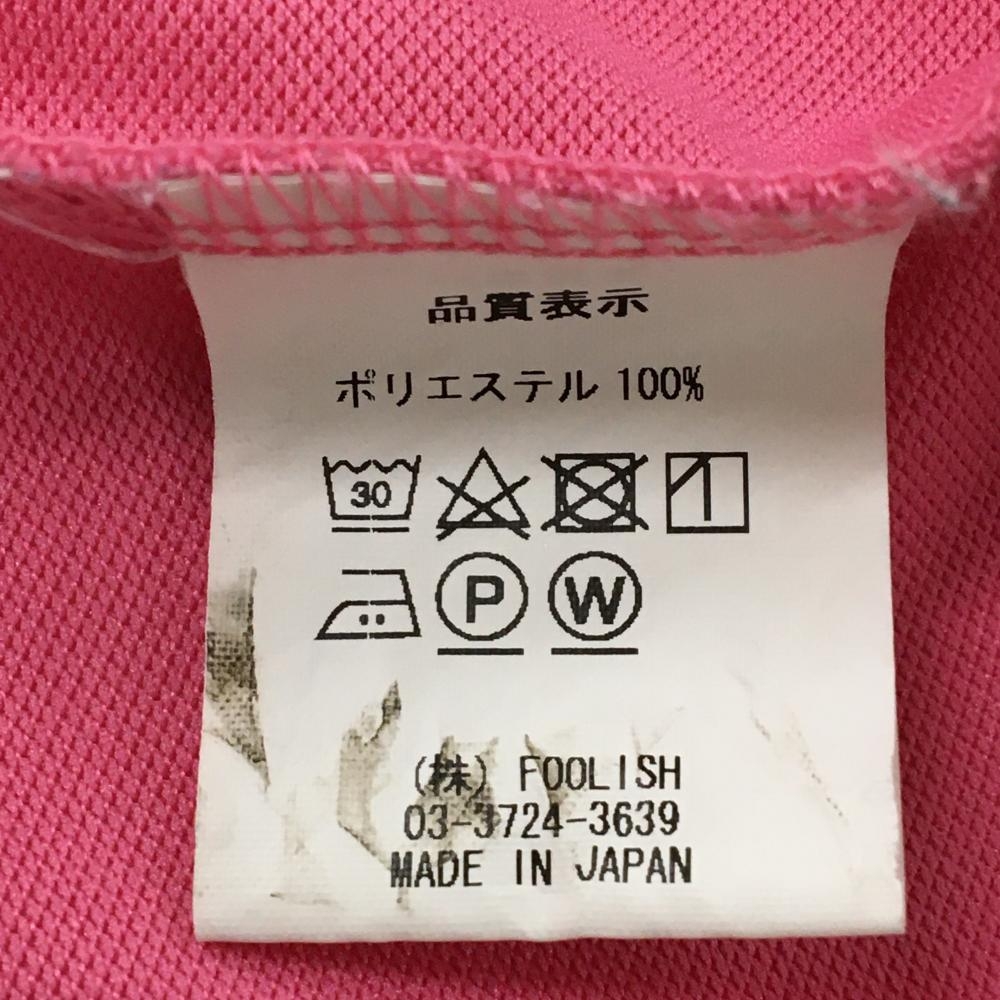 品質表示
ポリエステル 100%
30
P W
(株) FOOLISH
03-3724-3639
MADE IN JAPAN